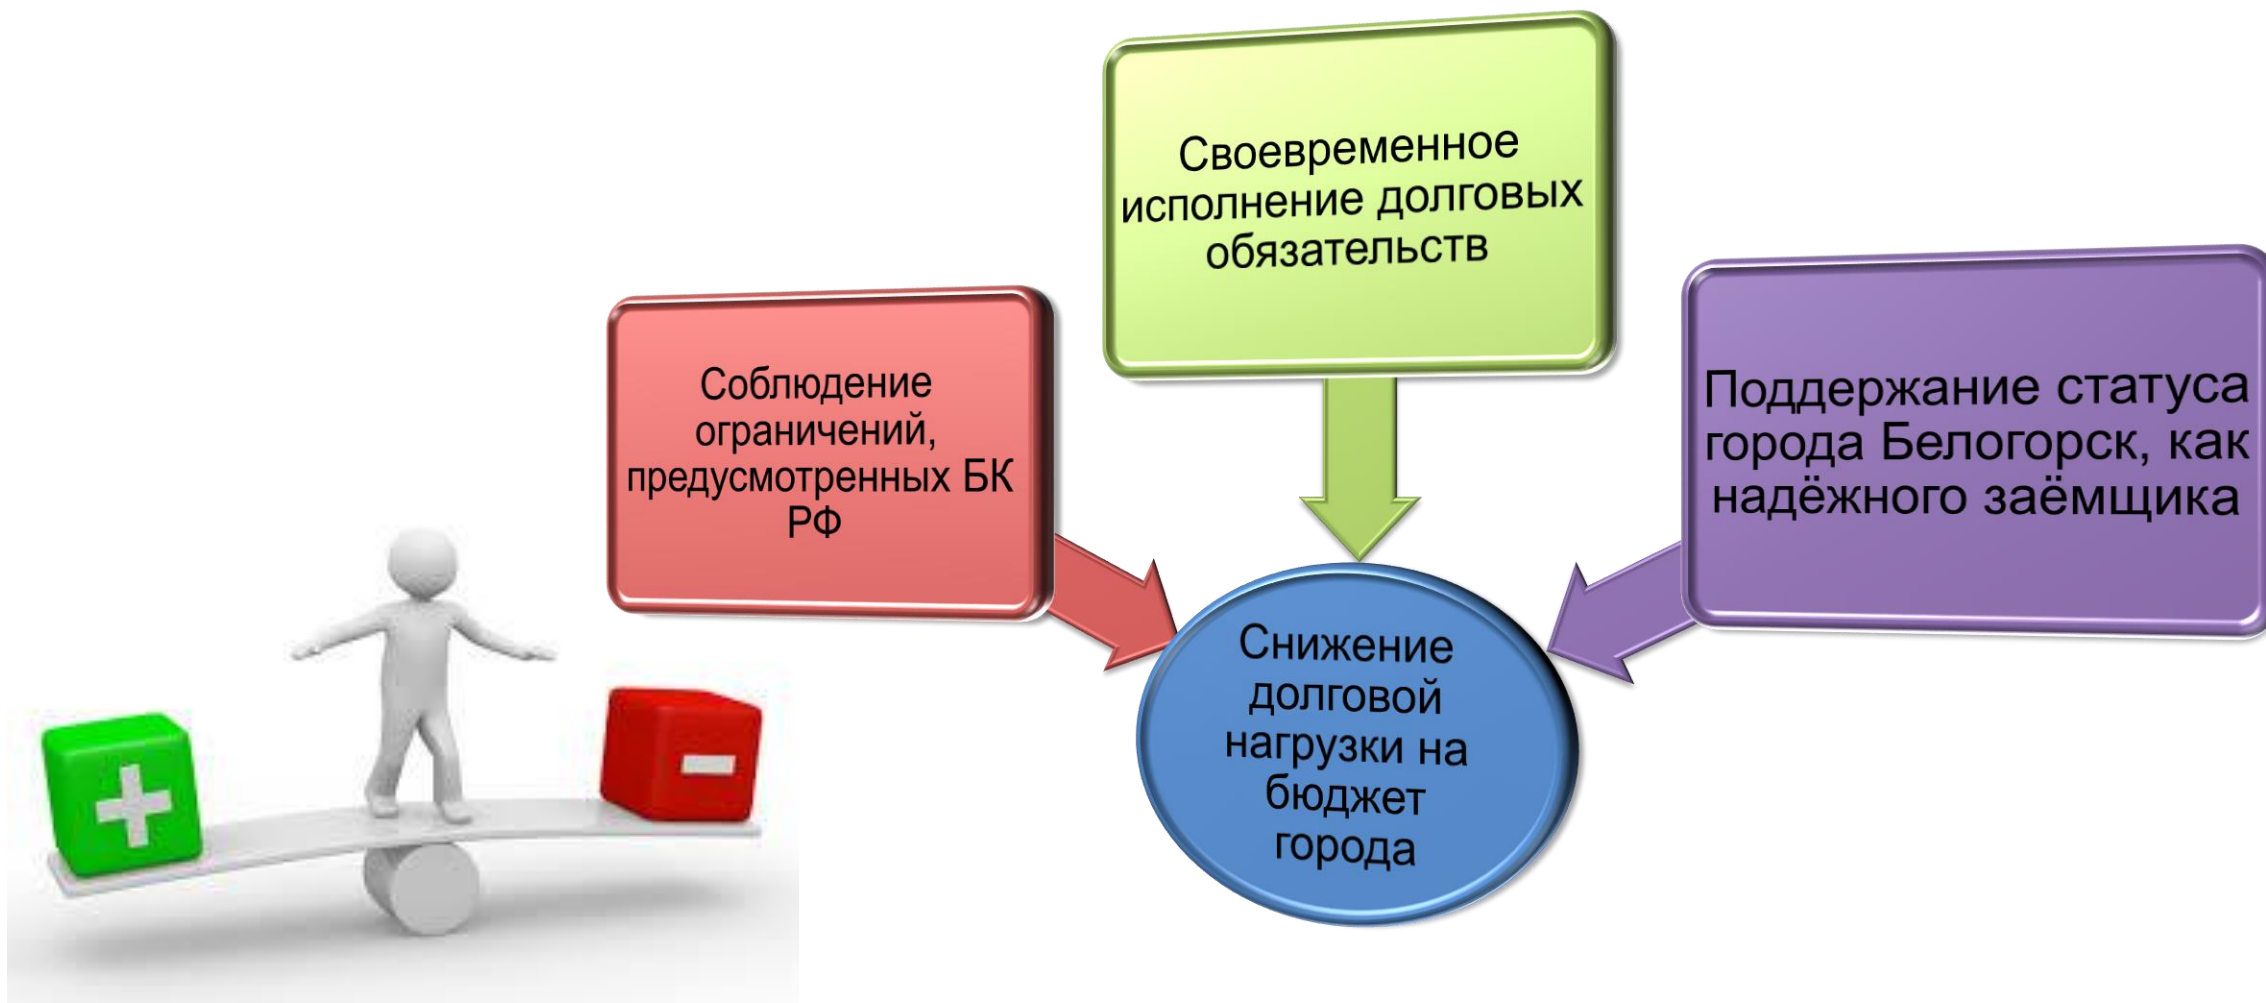 Своевременное
исполнение долговых
обязательств
Соблюдение
ограничений,
предусмотренных БК
РФ
Поддержание статуса
города Белогорск, как
надёжного заёмщика
Снижение
долговой
нагрузки на
бюджет
города